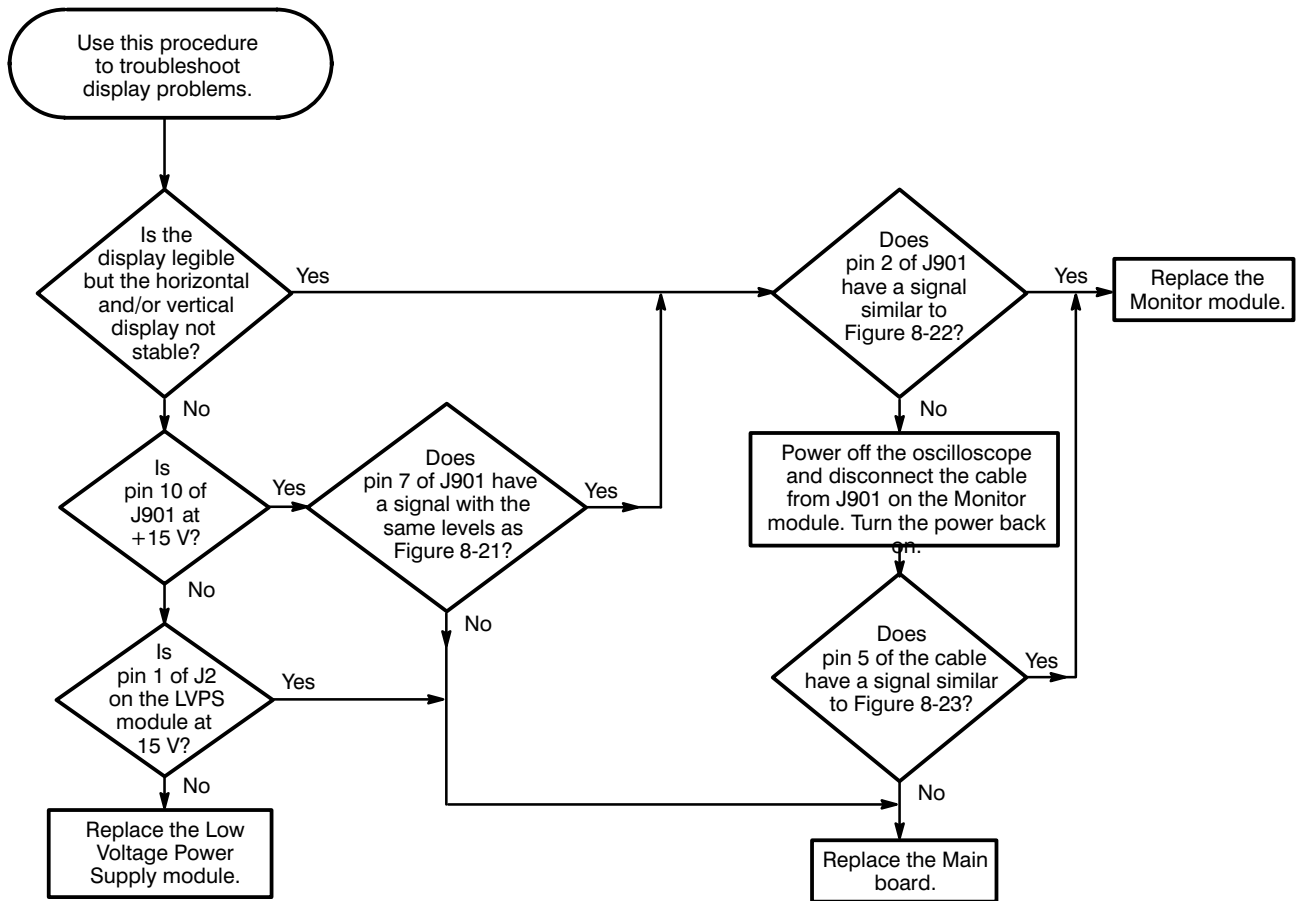 Use this procedure
to troubleshoot
display problems.
Is the
display legible
but the horizontal
and/or vertical
display not
stable?
Yes
No
Does
pin 2 of J901
have a signal
similar to
Figure 8-22?
Yes
No
Replace the
Monitor module.
Is
pin 10 of
J901 at
+15 V?
Yes
No
Does
pin 7 of J901 have
a signal with the
same levels as
Figure 8-21?
Yes
No
Power off the oscilloscope
and disconnect the cable
from J901 on the Monitor
module. Turn the power back
on.
Is
pin 1 of J2
on the LVPS
module at
15 V?
Yes
No
Does
pin 5 of the cable
have a signal similar
to Figure 8-23?
Yes
No
Replace the Low
Voltage Power
Supply module.
Replace the Main
board.